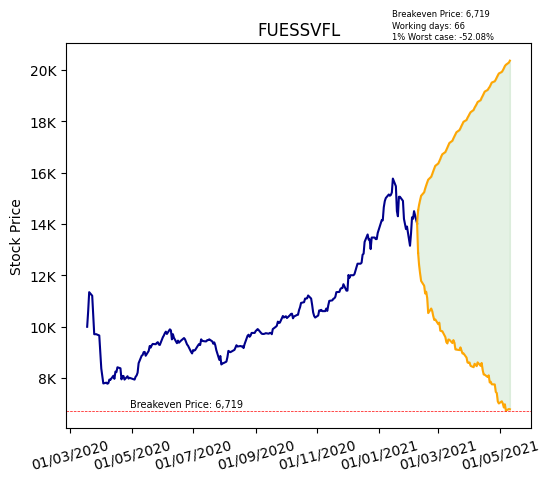 Breakeven Price: 6,719
Working days: 66
1% Worst case: -52.08%
FUESSVFL
Stock Price
20K
18K
16K
14K
12K
10K
8K
Breakeven Price: 6,719
01/03/2020
01/05/2020
01/07/2020
01/09/2020
01/11/2020
01/01/2021
01/03/2021
01/05/2021